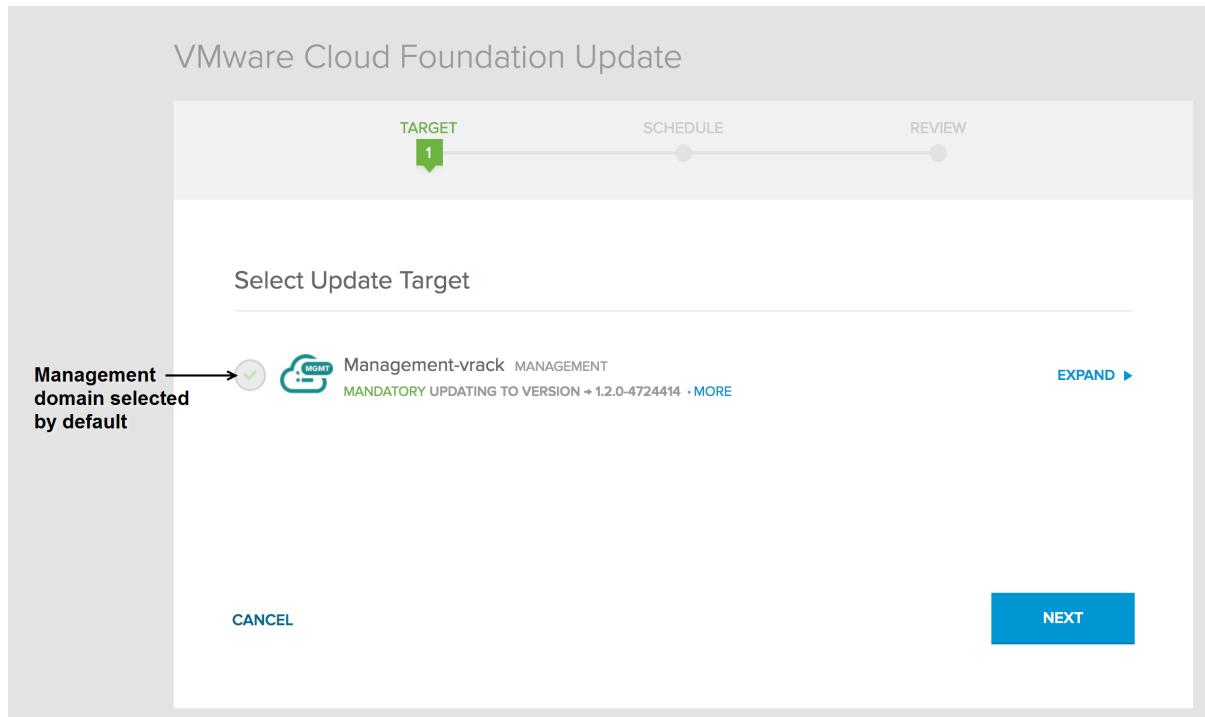 VMware Cloud Foundation Update
TARGET
SCHEDULE
REVIEW
1
Select Update Target
Management
domain selected
by default
MGMT
Management-vrack MANAGEMENT
MANDATORY UPDATING TO VERSION → 1.2.0-4724414 • MORE
EXPAND
CANCEL
NEXT